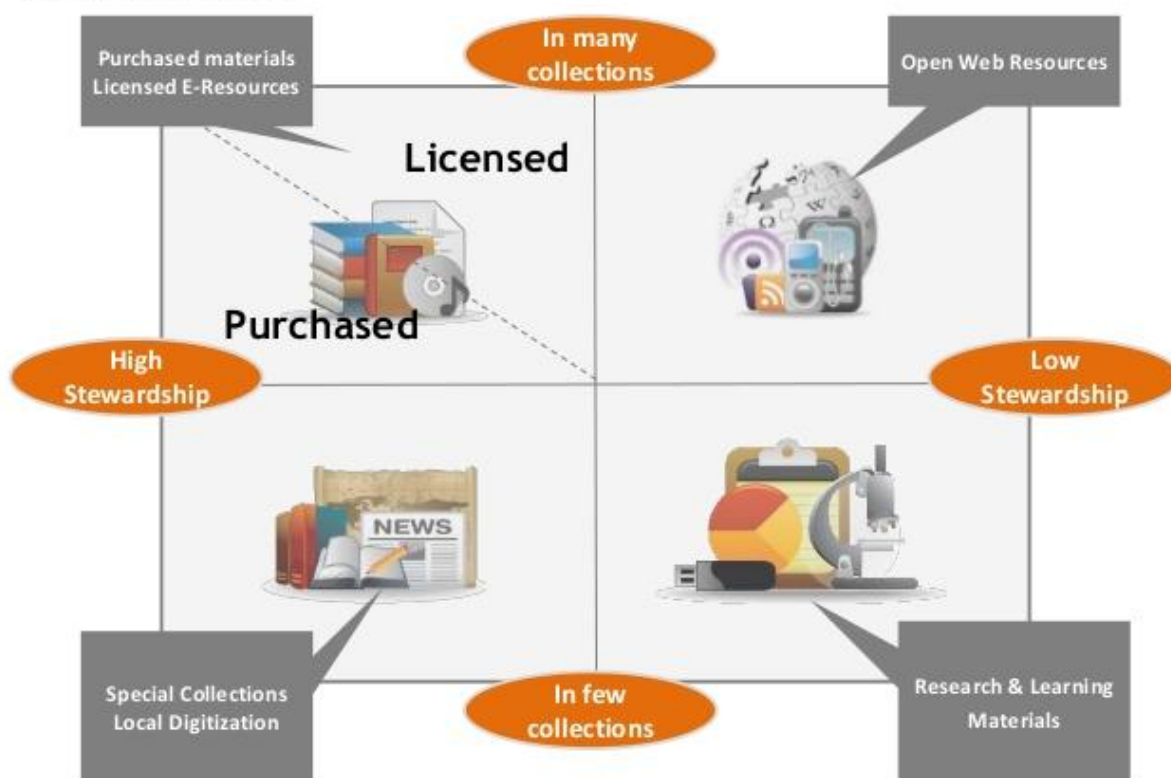 In many
collections
Purchased materials
Licensed E-Resources
Open Web Resources
Licensed
Purchased
High
Stewardship
Low
Stewardship
NEWS
Special Collections
Local Digitization
In few
collections
Research & Learning
Materials